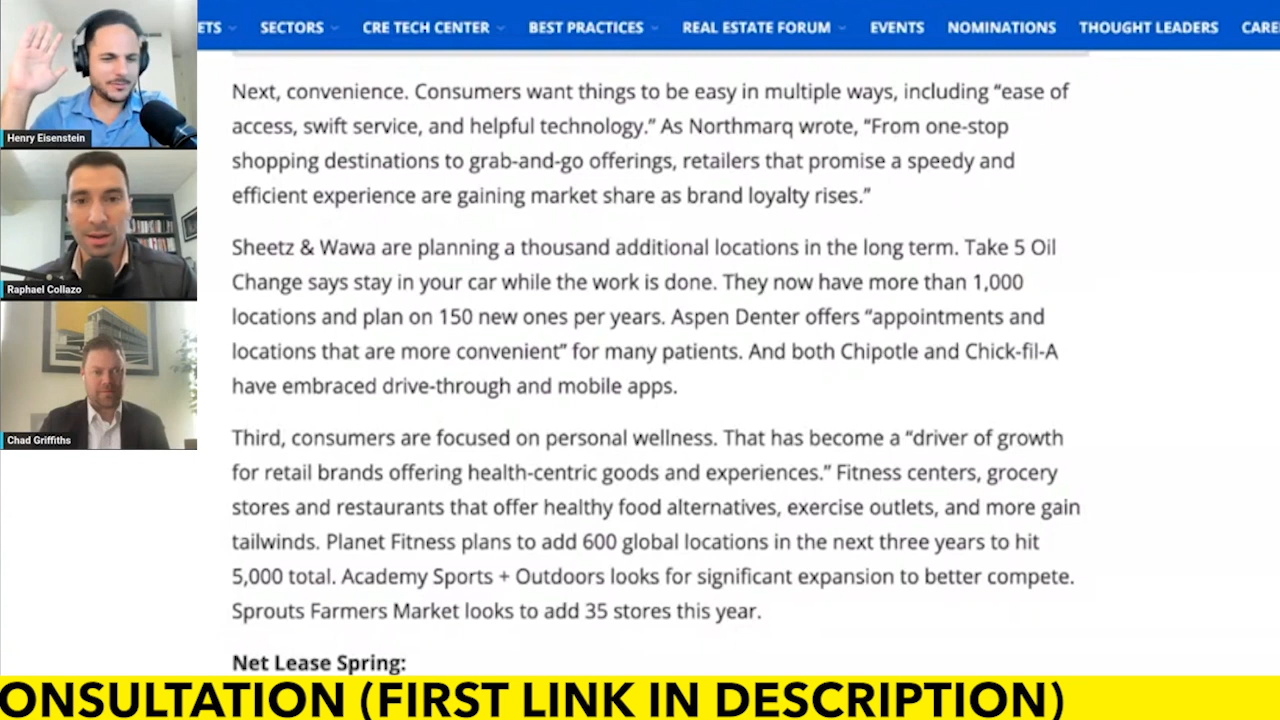 ETS SECTORS CRE TECH CENTER BEST PRACTICES REAL ESTATE FORUM EVENTS NOMINATIONS THOUGHT LEADERS CARE
Henry Eisenstein
Raphael Collazo
Chad Griffiths
Next, convenience. Consumers want things to be easy in multiple ways, including “ease of
access, swift service, and helpful technology.” As Northmarq wrote, “From one-stop
shopping destinations to grab-and-go offerings, retailers that promise a speedy and
efficient experience are gaining market share as brand loyalty rises.”
Sheetz & Wawa are planning a thousand additional locations in the long term. Take 5 Oil
Change says stay in your car while the work is done. They now have more than 1,000
locations and plan on 150 new ones per years. Aspen Denter offers “appointments and
locations that are more convenient” for many patients. And both Chipotle and Chick-fil-A
have embraced drive-through and mobile apps.
Third, consumers are focused on personal wellness. That has become a “driver of growth
for retail brands offering health-centric goods and experiences.” Fitness centers, grocery
stores and restaurants that offer healthy food alternatives, exercise outlets, and more gain
tailwinds. Planet Fitness plans to add 600 global locations in the next three years to hit
5,000 total. Academy Sports + Outdoors looks for significant expansion to better compete.
Sprouts Farmers Market looks to add 35 stores this year.
Net Lease Spring:
ONSULTATION (FIRST LINK IN DESCRIPTION)